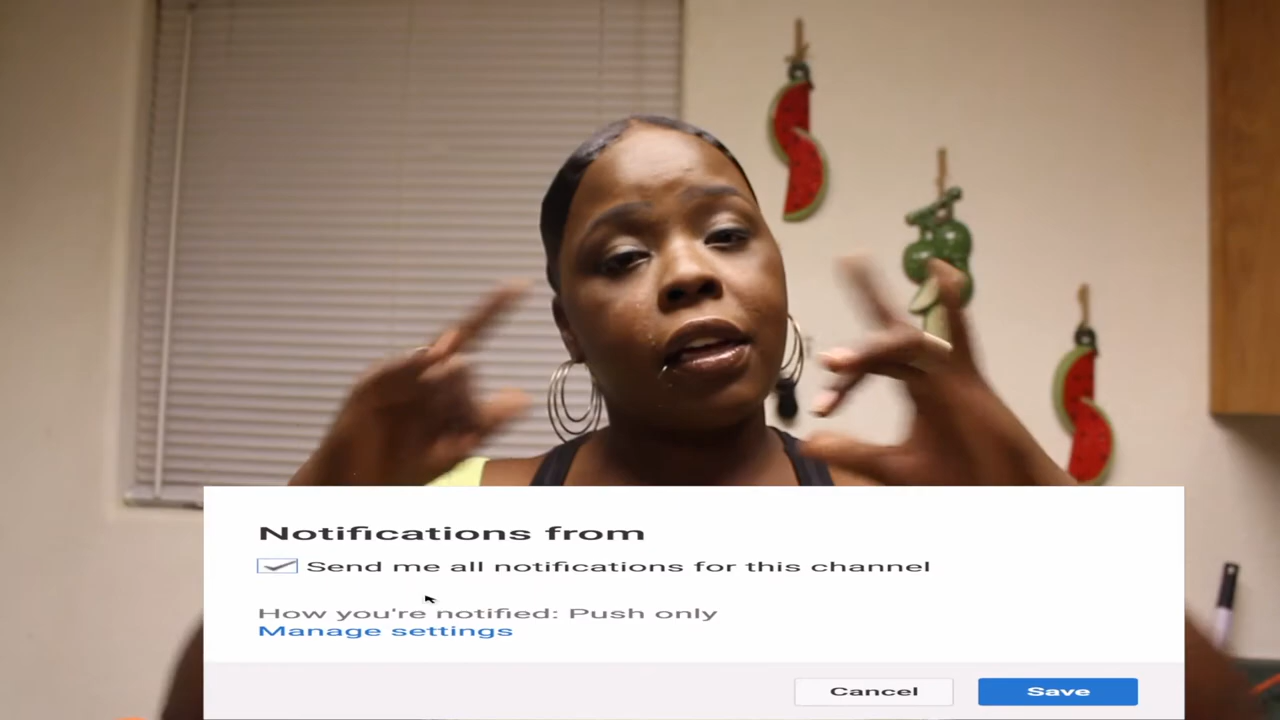 Notifications from
Send me all notifications for this channel
How you're notified: Push only
Manage settings
Cancel
Save